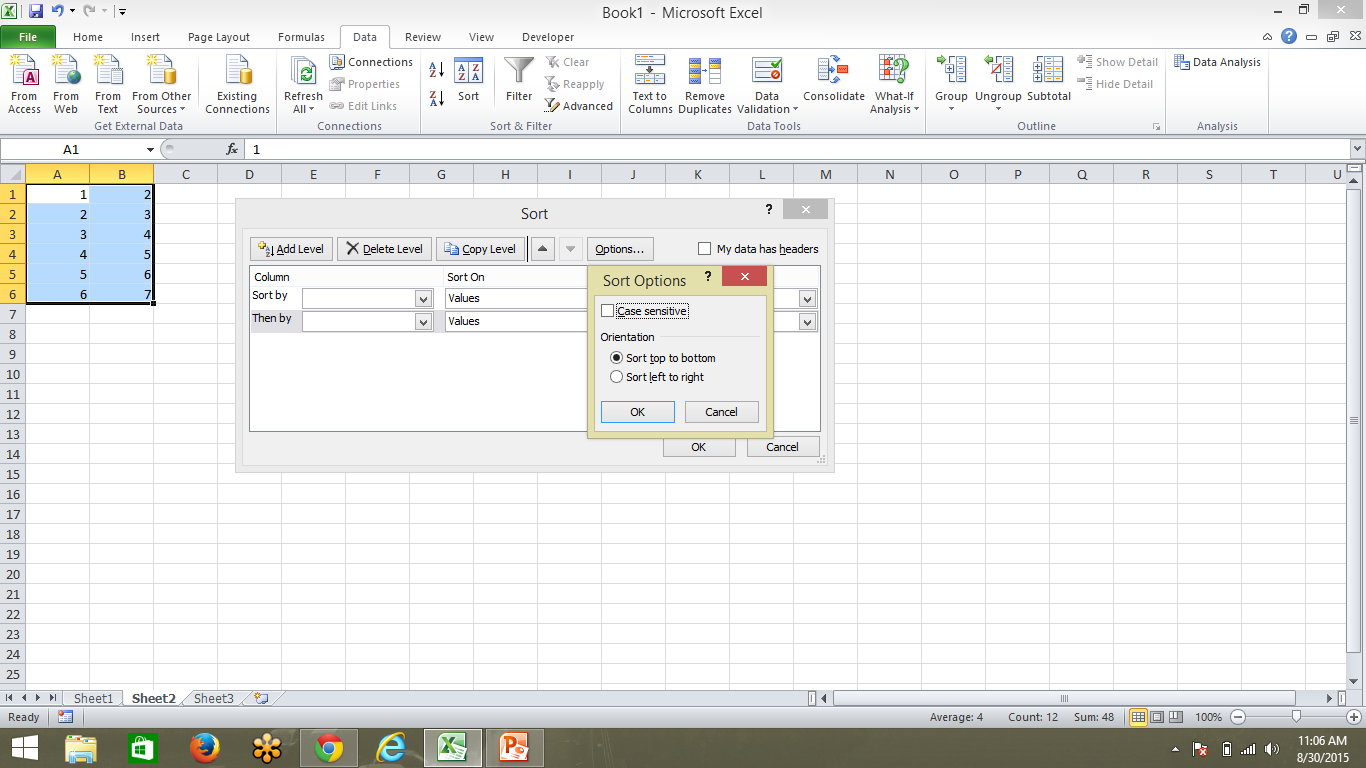 Book1 - Microsoft Excel
File Home Insert Page Layout Formulas Data Review View Developer
From Access
From Web
From Text
From Other Sources
Existing Connections
Get External Data
Refresh All
Connections
Properties
Edit Links
Connections
Sort
Filter
Clear
Reapply
Advanced
Sort & Filter
Text to Columns
Remove Duplicates
Data Validation
Consolidate
What-If Analysis
Data Tools
Group
Ungroup
Subtotal
Show Detail
Hide Detail
Outline
Data Analysis
Analysis
A1 fx 1
A B C D E F G H I J K L M N O P Q R S T U
1 1 2
2 2 3
3 3 4
4 4 5
5 5 6
6 6 7
7
8
9
10
11
12
13
14
15
16
17
18
19
20
21
22
23
24
25
Sort ?
Add Level Delete Level Copy Level Options... My data has headers
Column Sort On
Sort by Values
Then by Values
OK Cancel
Sort Options ?
Case sensitive
Orientation
Sort top to bottom
Sort left to right
OK Cancel
Sheet1 Sheet2 Sheet3
Ready Average: 4 Count: 12 Sum: 48 100%
11:06 AM
8/30/2015